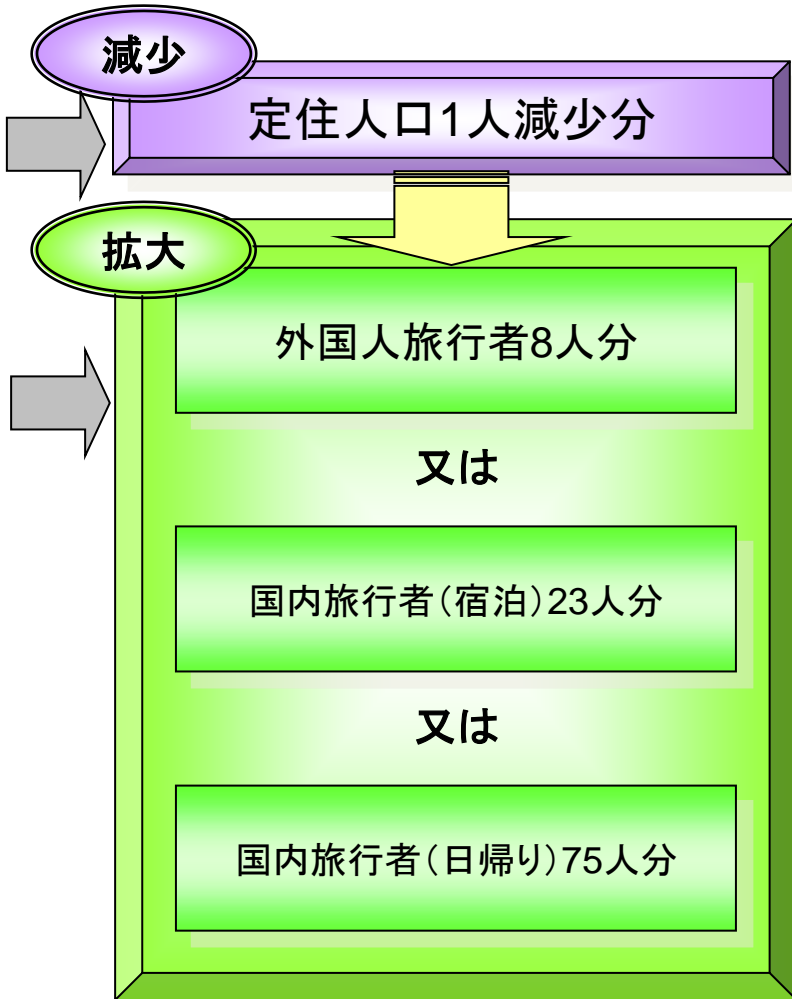 減少
定住人口1人減少分
拡大
外国人旅行者8人分
又は
国内旅行者(宿泊)23人分
又は
国内旅行者(日帰り)75人分